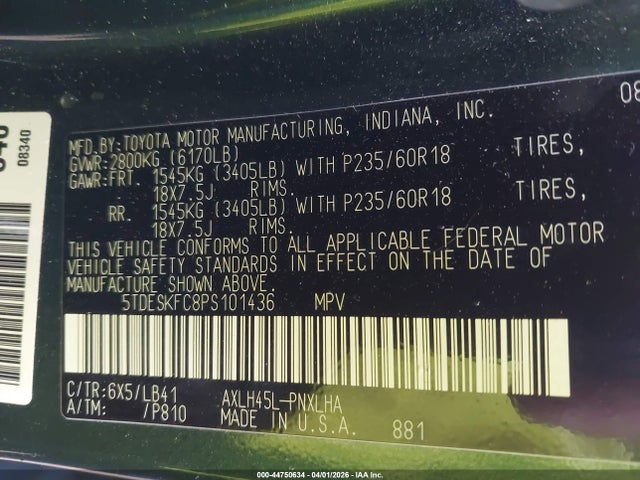 08
08340
MFD.BY:TOYOTA MOTOR MANUFACTURING, INDIANA, INC.
GVWR:2800KG (6170LB)
GAWR:FRT. 1545KG (3405LB) WITH P235/60R18 TIRES,
18X7.5J RIMS.
RR. 1545KG (3405LB) WITH P235/60R18 TIRES,
18X7.5J RIMS.
THIS VEHICLE CONFORMS TO ALL APPLICABLE FEDERAL MOTOR
VEHICLE SAFETY STANDARDS IN EFFECT ON THE DATE OF
MANUFACTURE SHOWN ABOVE.
5TDESKFC8PS101436 MPV
C/TR:6X5/LB41 AXLH45L-PNXLHA
A/TM: /P810 MADE IN U.S.A. 881
000-44750634 - 04/01/2026 - IAA Inc.